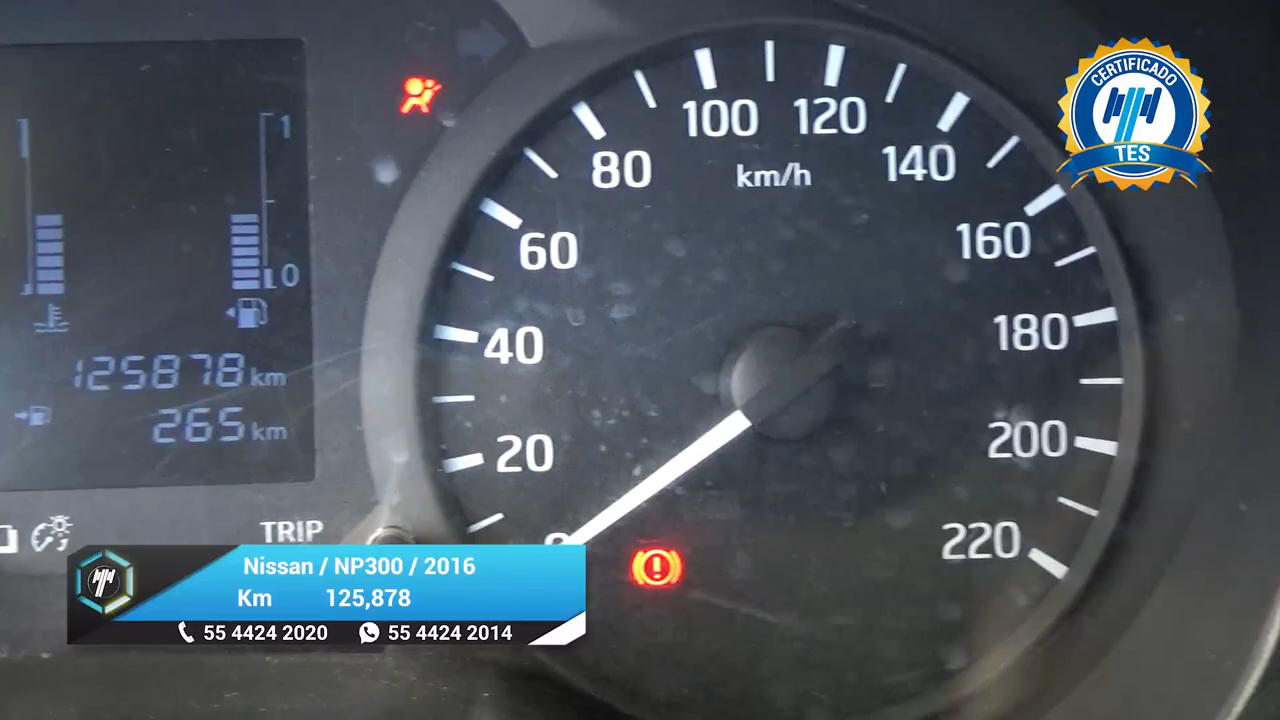 1
0
125878 km
265 km
TRIP
0
20
40
60
80
100
120
140
160
180
200
220
km/h
CERTIFICADO
TES
Nissan / NP300 / 2016
Km 125,878
55 4424 2020 55 4424 2014